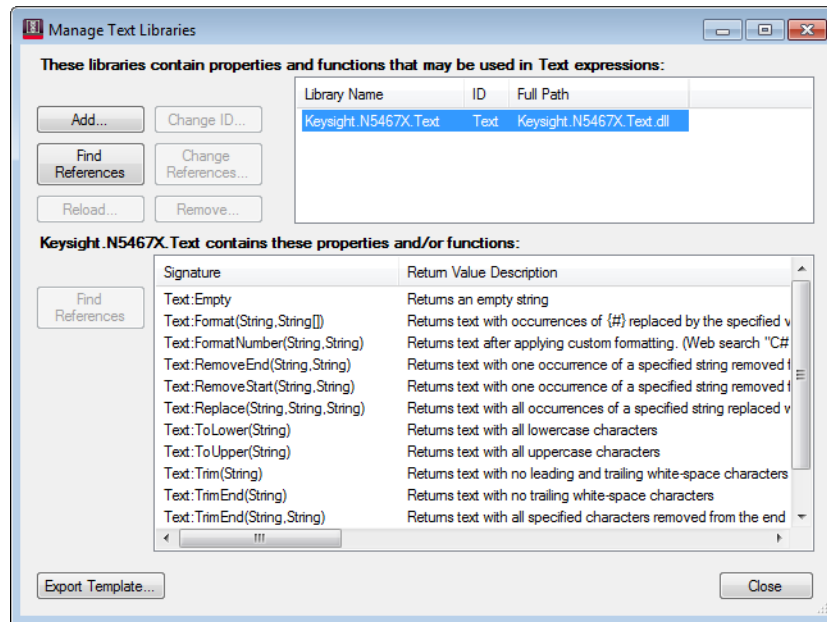 Manage Text Libraries
These libraries contain properties and functions that may be used in Text expressions:
Add...
Change ID...
Find References
Change References...
Reload...
Remove...
Library Name ID Full Path
Keysight.N5467X.Text Text Keysight.N5467X.Text.dll
Keysight.N5467X.Text contains these properties and/or functions:
Find References
Signature Return Value Description
Text:Empty Returns an empty string
Text:Format(String,String[]) Returns text with occurrences of {#} replaced by the specified v
Text:FormatNumber(String,String) Returns text after applying custom formatting. (Web search "C#
Text:RemoveEnd(String,String) Returns text with one occurrence of a specified string removed f
Text:RemoveStart(String,String) Returns text with one occurrence of a specified string removed f
Text:Replace(String,String,String) Returns text with all occurrences of a specified string replaced w
Text:ToLower(String) Returns text with all lowercase characters
Text:ToUpper(String) Returns text with all uppercase characters
Text:Trim(String) Returns text with no leading and trailing white-space characters
Text:TrimEnd(String) Returns text with no trailing white-space characters
Text:TrimEnd(String,String) Returns text with all specified characters removed from the end
Export Template...
Close